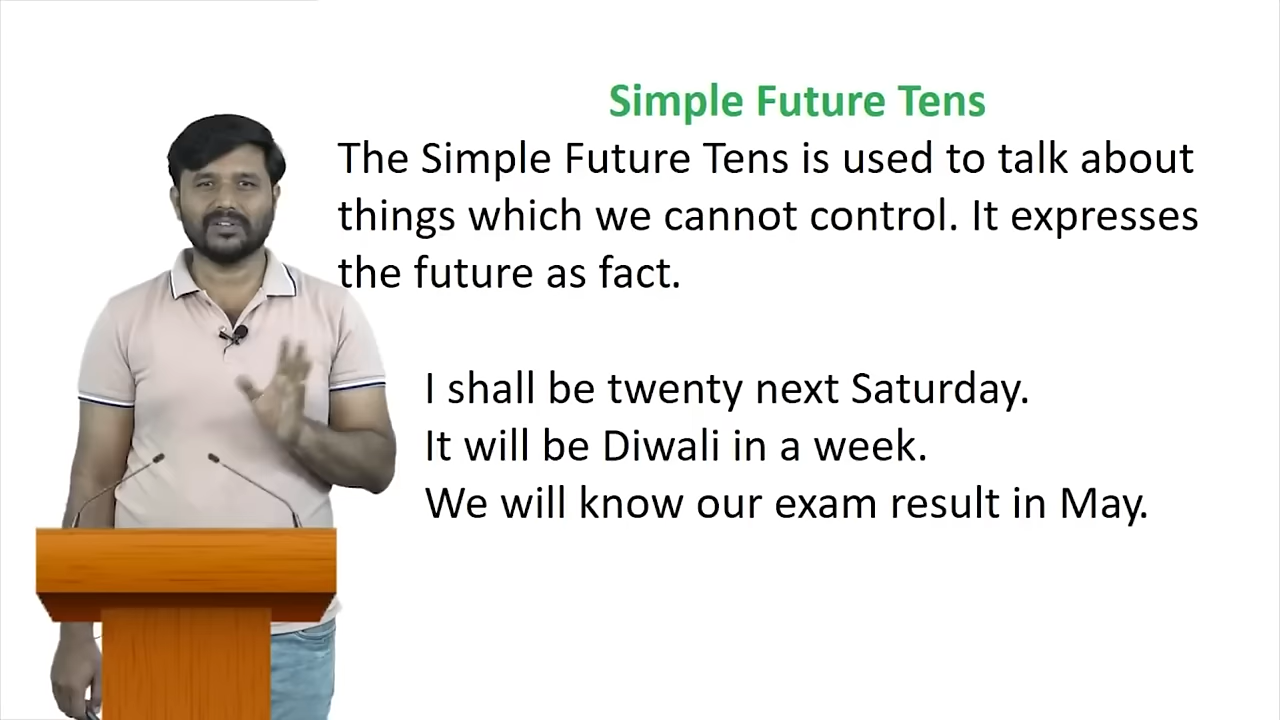 Simple Future Tens
The Simple Future Tens is used to talk about
things which we cannot control. It expresses
the future as fact.
I shall be twenty next Saturday.
It will be Diwali in a week.
We will know our exam result in May.